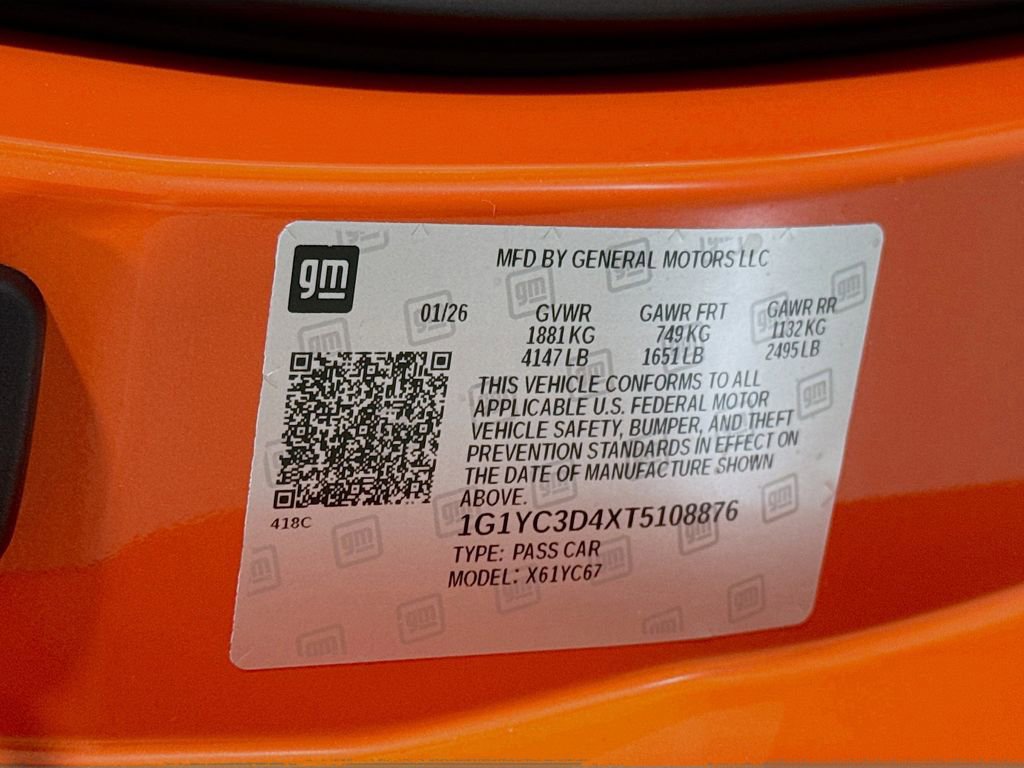 gm
MFD BY GENERAL MOTORS LLC
01/26 GVWR GAWR FRT GAWR RR
1881 KG 749 KG 1132 KG
4147 LB 1651 LB 2495 LB
THIS VEHICLE CONFORMS TO ALL
APPLICABLE U.S. FEDERAL MOTOR
VEHICLE SAFETY, BUMPER, AND THEFT
PREVENTION STANDARDS IN EFFECT ON
THE DATE OF MANUFACTURE SHOWN
ABOVE.
418C
1G1YC3D4XT5108876
TYPE: PASS CAR
MODEL: X61YC67